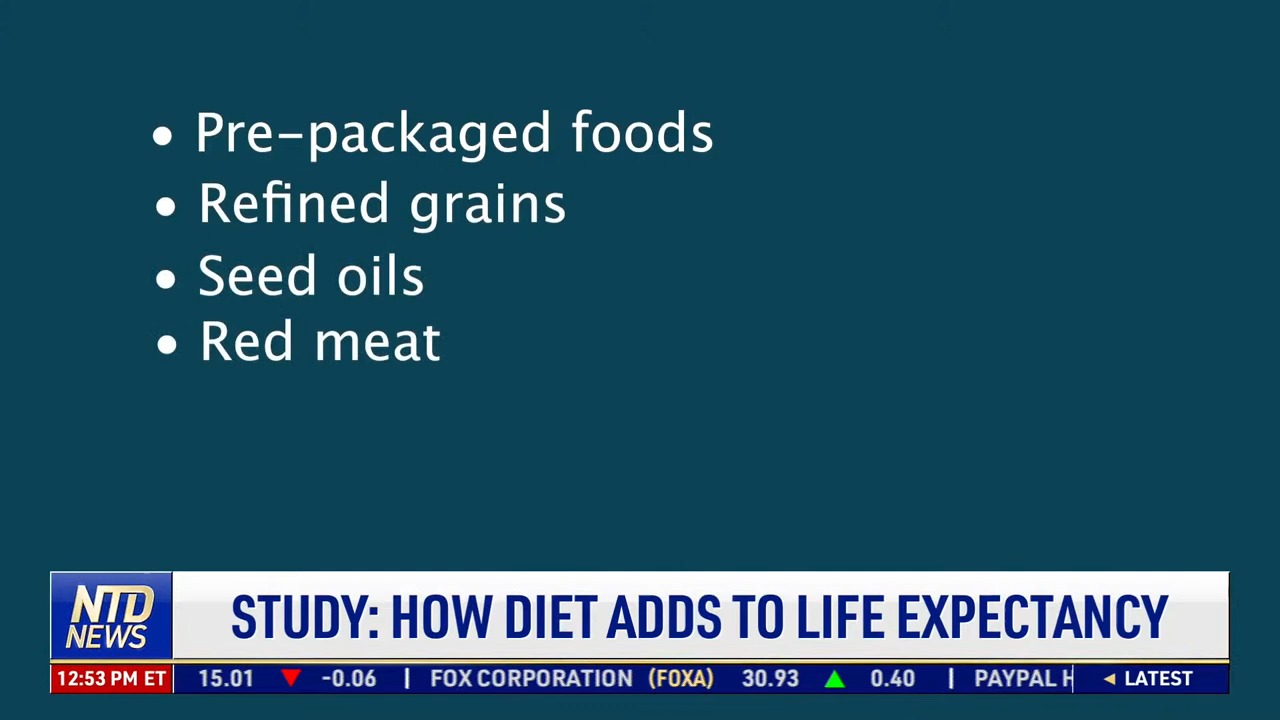 • Pre-packaged foods
• Refined grains
• Seed oils
• Red meat
NTD
NEWS
STUDY: HOW DIET ADDS TO LIFE EXPECTANCY
12:53 PM ET 15.01 ▼ -0.06 | FOX CORPORATION (FOXA) 30.93 ▲ 0.40 | PAYPAL ◄ LATEST